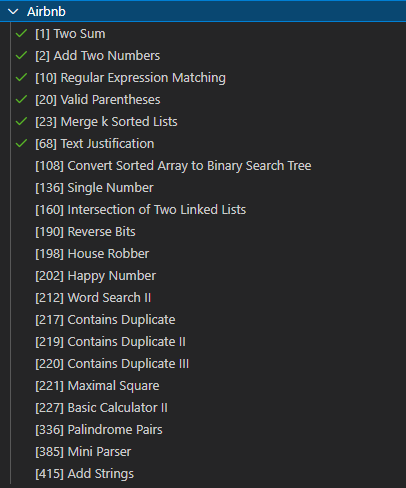 Airbnb
[1] Two Sum
[2] Add Two Numbers
[10] Regular Expression Matching
[20] Valid Parentheses
[23] Merge k Sorted Lists
[68] Text Justification
[108] Convert Sorted Array to Binary Search Tree
[136] Single Number
[160] Intersection of Two Linked Lists
[190] Reverse Bits
[198] House Robber
[202] Happy Number
[212] Word Search II
[217] Contains Duplicate
[219] Contains Duplicate II
[220] Contains Duplicate III
[221] Maximal Square
[227] Basic Calculator II
[336] Palindrome Pairs
[385] Mini Parser
[415] Add Strings